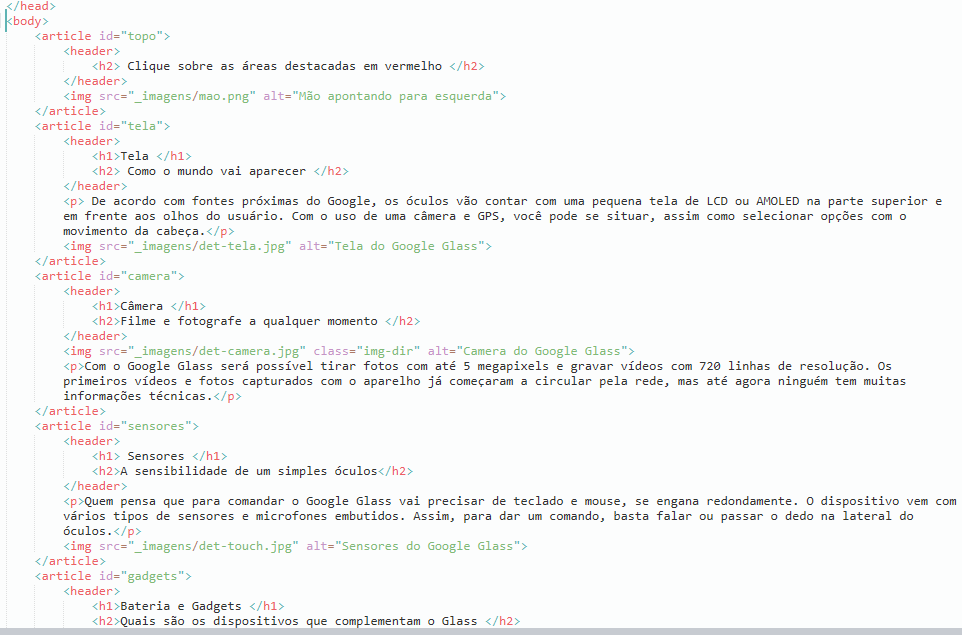 </head>
<body>
<article id="topo">
<header>
<h2> Clique sobre as áreas destacadas em vermelho </h2>
</header>
<img src="_imagens/mao.png" alt="Mão apontando para esquerda">
</article>
<article id="tela">
<header>
<h1>Tela </h1>
<h2> Como o mundo vai aparecer </h2>
</header>
<p> De acordo com fontes próximas do Google, os óculos vão contar com uma pequena tela de LCD ou AMOLED na parte superior e
em frente aos olhos do usuário. Com o uso de uma câmera e GPS, você pode se situar, assim como selecionar opções com o
movimento da cabeça.</p>
<img src="_imagens/det-tela.jpg" alt="Tela do Google Glass">
</article>
<article id="camera">
<header>
<h1>Câmera </h1>
<h2>Filme e fotografe a qualquer momento </h2>
</header>
<img src="_imagens/det-camera.jpg" class="img-dir" alt="Camera do Google Glass">
<p>Com o Google Glass será possível tirar fotos com até 5 megapixels e gravar vídeos com 720 linhas de resolução. Os
primeiros vídeos e fotos capturados com o aparelho já começaram a circular pela rede, mas até agora ninguém tem muitas
informações técnicas.</p>
</article>
<article id="sensores">
<header>
<h1> Sensores </h1>
<h2>A sensibilidade de um simples óculos</h2>
</header>
<p>Quem pensa que para comandar o Google Glass vai precisar de teclado e mouse, se engana redondamente. O dispositivo vem com
vários tipos de sensores e microfones embutidos. Assim, para dar um comando, basta falar ou passar o dedo na lateral do
óculos.</p>
<img src="_imagens/det-touch.jpg" alt="Sensores do Google Glass">
</article>
<article id="gadgets">
<header>
<h1>Bateria e Gadgets </h1>
<h2>Quais são os dispositivos que complementam o Glass </h2>